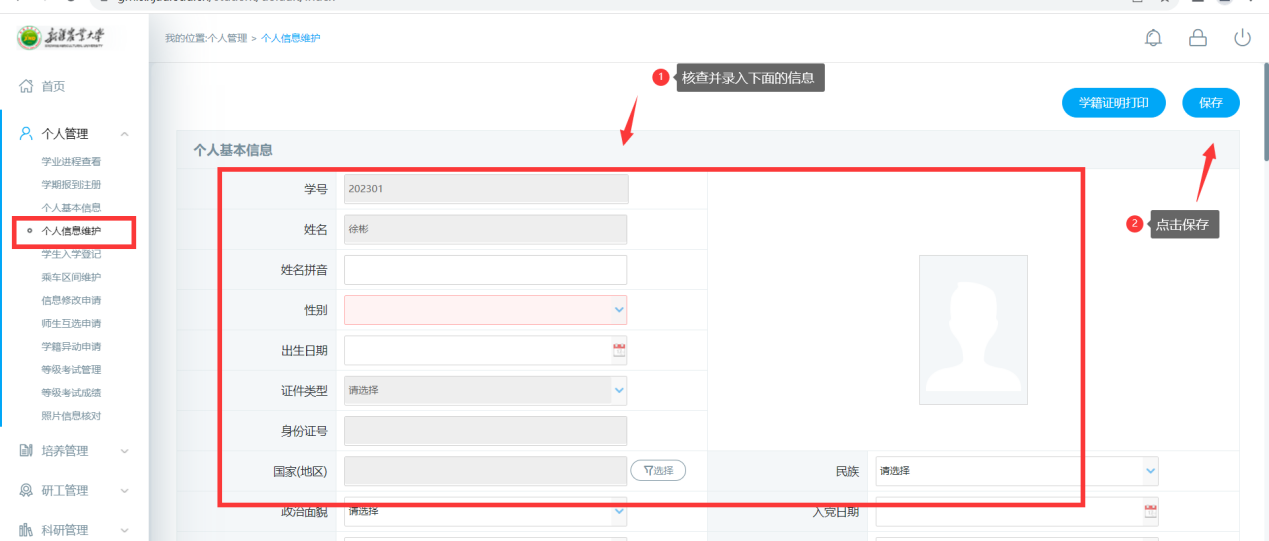 新疆农业大学
我的位置:个人管理 > 个人信息维护
1 核查并录入下面的信息
首页
学籍证明打印
保存
个人管理
个人基本信息
学业进程查看
学期报到注册
个人基本信息
个人信息维护
学生入学登记
乘车区间维护
信息修改申请
师生互选申请
学籍异动申请
等级考试管理
等级考试成绩
照片信息核对
培养管理
研工管理
科研管理
学号 202301
姓名 徐彬
2 点击保存
姓名拼音
性别
出生日期
证件类型 请选择
身份证号
国家(地区) 选择 民族 请选择
政治面貌 请选择 入党日期